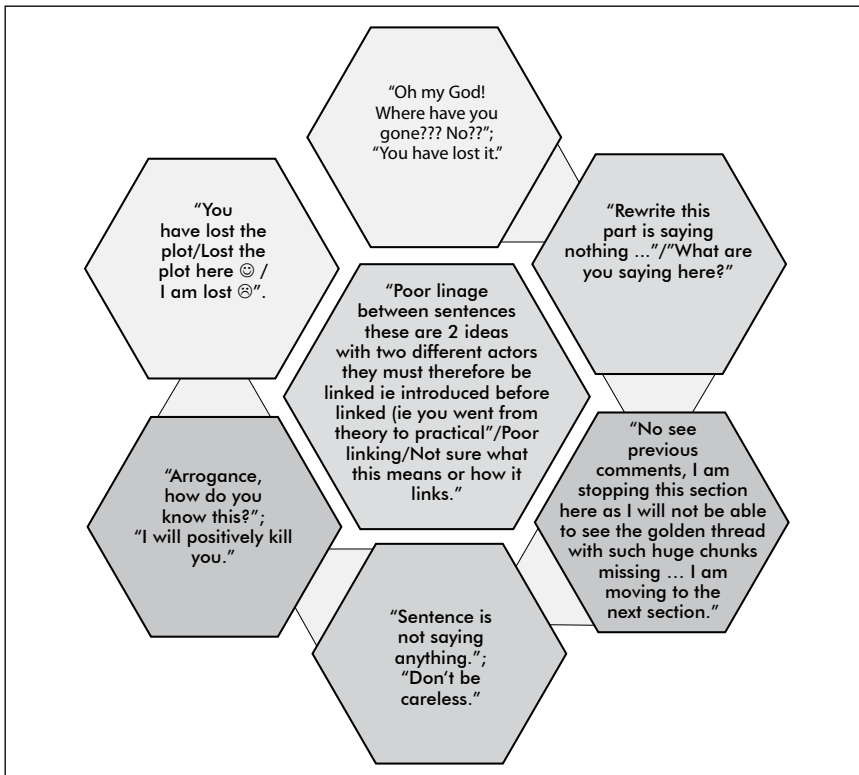 “Oh my God!
Where have you
gone??? No??”;
“You have lost it.”
“You
have lost the
plot/Lost the
plot here ☺ /
I am lost ☹”.
“Rewrite this
part is saying
nothing ...”/”What are
you saying here?”
“Poor linage
between sentences
these are 2 ideas
with two different actors
they must therefore be
linked ie introduced before
linked (ie you went from
theory to practical”/Poor
linking/Not sure what
this means or how it
links.”
“Arrogance,
how do you
know this?”;
“I will positively kill
you.”
“No see
previous
comments, I am
stopping this section
here as I will not be able
to see the golden thread
with such huge chunks
missing ... I am
moving to the
next section.”
“Sentence is
not saying
anything.”;
“Don’t be
careless.”